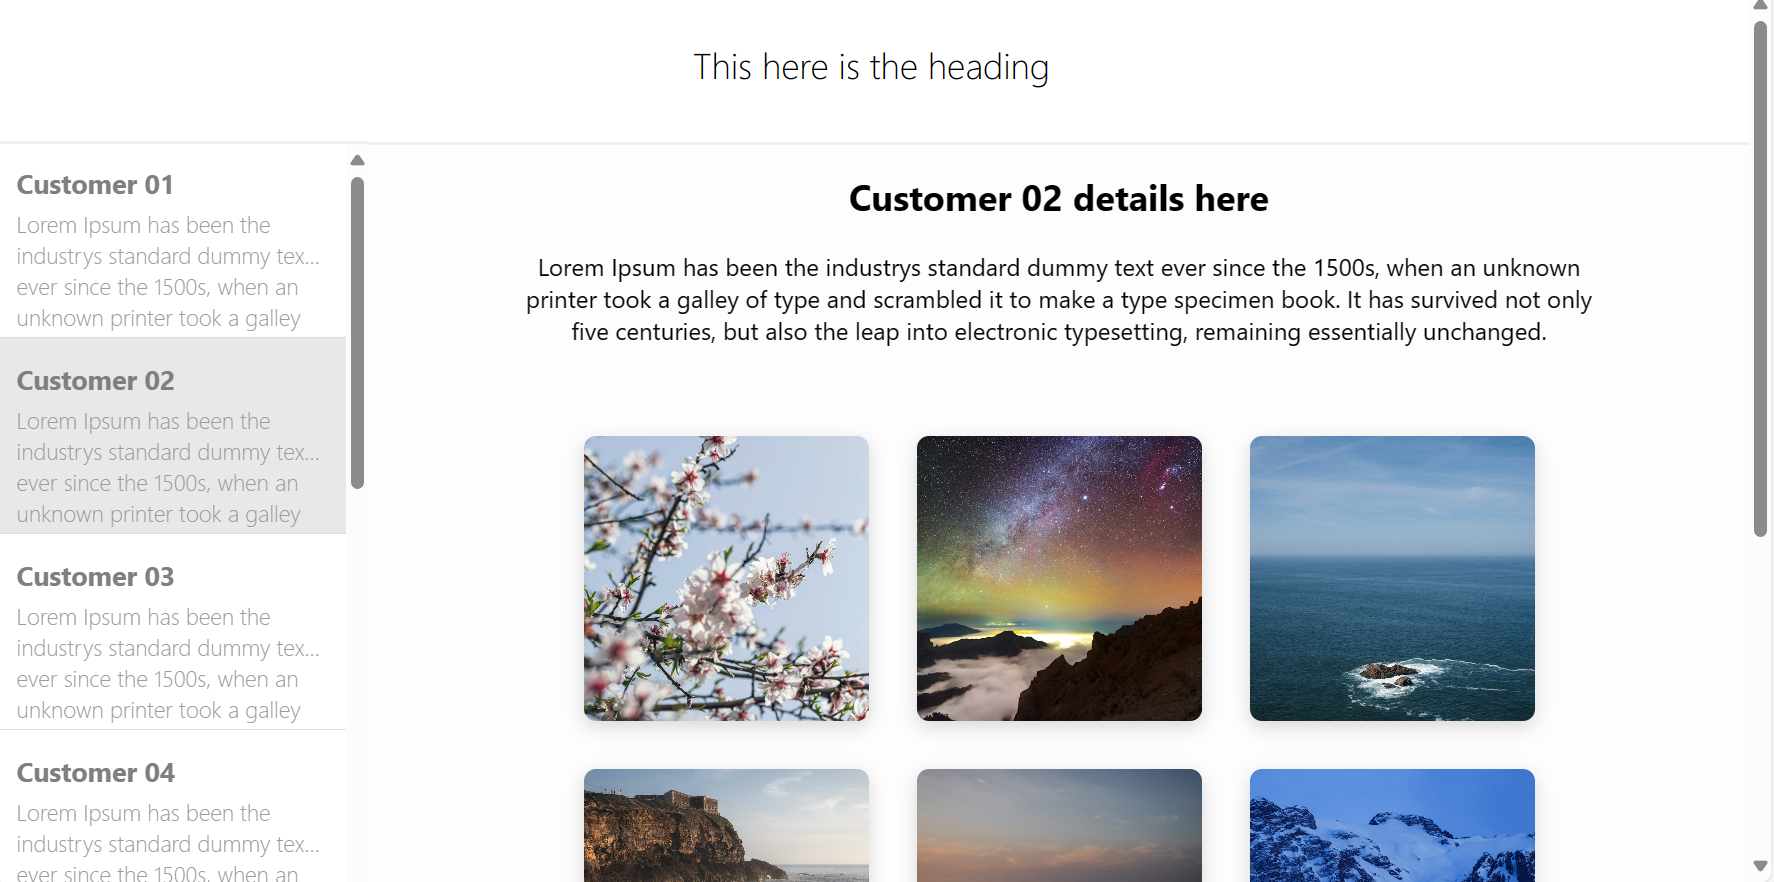 This here is the heading
Customer 01
Lorem Ipsum has been the
industrys standard dummy tex...
ever since the 1500s, when an
unknown printer took a galley
Customer 02
Lorem Ipsum has been the
industrys standard dummy tex...
ever since the 1500s, when an
unknown printer took a galley
Customer 03
Lorem Ipsum has been the
industrys standard dummy tex...
ever since the 1500s, when an
unknown printer took a galley
Customer 04
Lorem Ipsum has been the
industrys standard dummy tex...
ever since the 1500s, when an
Customer 02 details here
Lorem Ipsum has been the industrys standard dummy text ever since the 1500s, when an unknown
printer took a galley of type and scrambled it to make a type specimen book. It has survived not only
five centuries, but also the leap into electronic typesetting, remaining essentially unchanged.